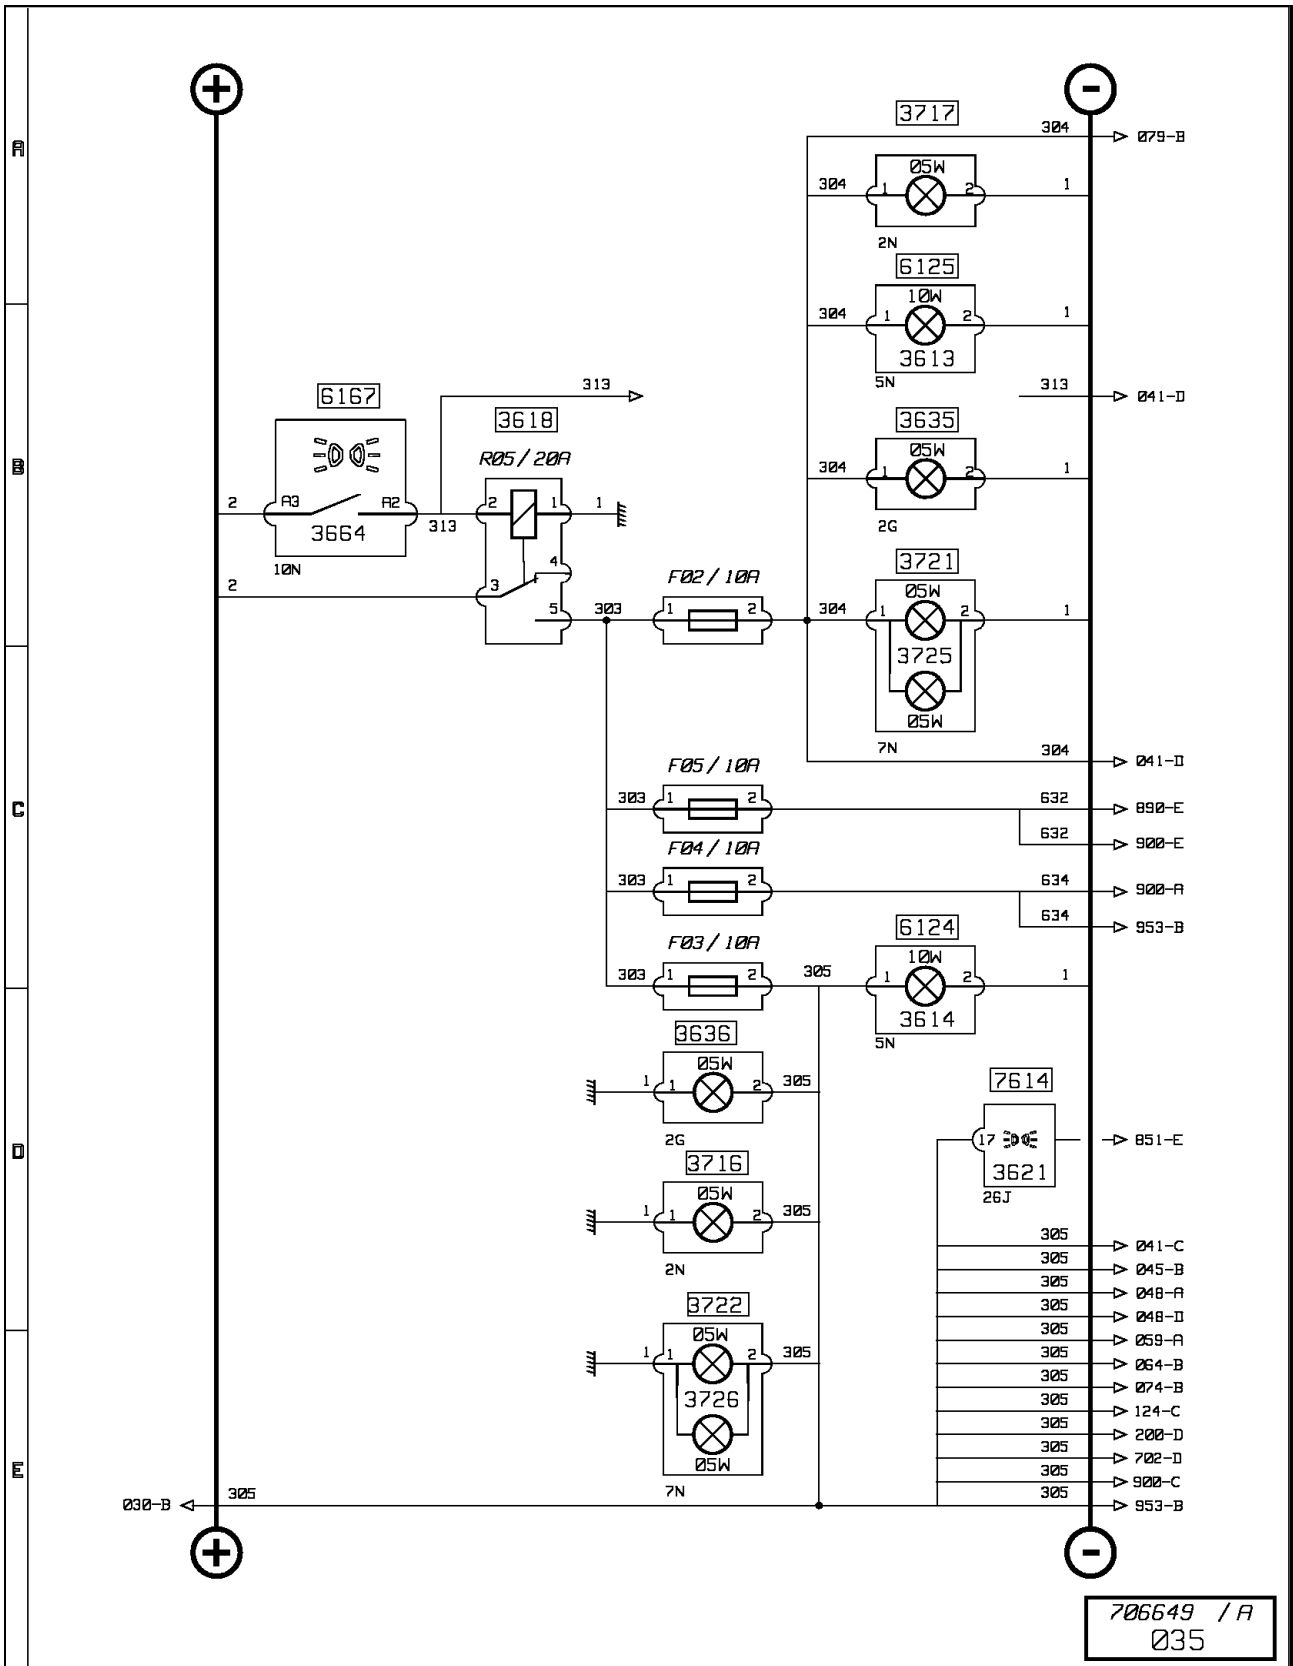 +
-
3717
304
079-B
A
05W
304
1
2
1
2N
6125
10W
304
1
2
1
3613
5N
6167
313
313
041-D
3618
3635
R05/20A
05W
B
304
1
2
1
2
A3
A2
2
1
1
3664
313
2G
10N
4
3721
2
3
F02/10A
05W
5
303
1
2
304
1
2
1
3725
05W
7N
304
041-D
F05/10A
C
303
1
2
632
890-E
632
900-E
F04/10A
303
1
2
634
900-A
634
953-B
6124
F03/10A
10W
303
1
2
305
1
2
1
3614
3636
5N
05W
7614
1
1
2
305
D
2G
17
851-E
3716
3621
05W
26J
1
1
2
305
305
041-C
2N
305
045-B
3722
305
048-A
05W
305
048-D
1
1
2
305
305
059-A
305
064-B
3726
305
074-B
305
124-C
305
200-D
05W
E
305
702-D
7N
305
900-C
030-B
305
305
953-B
+
-
706649 / A
035